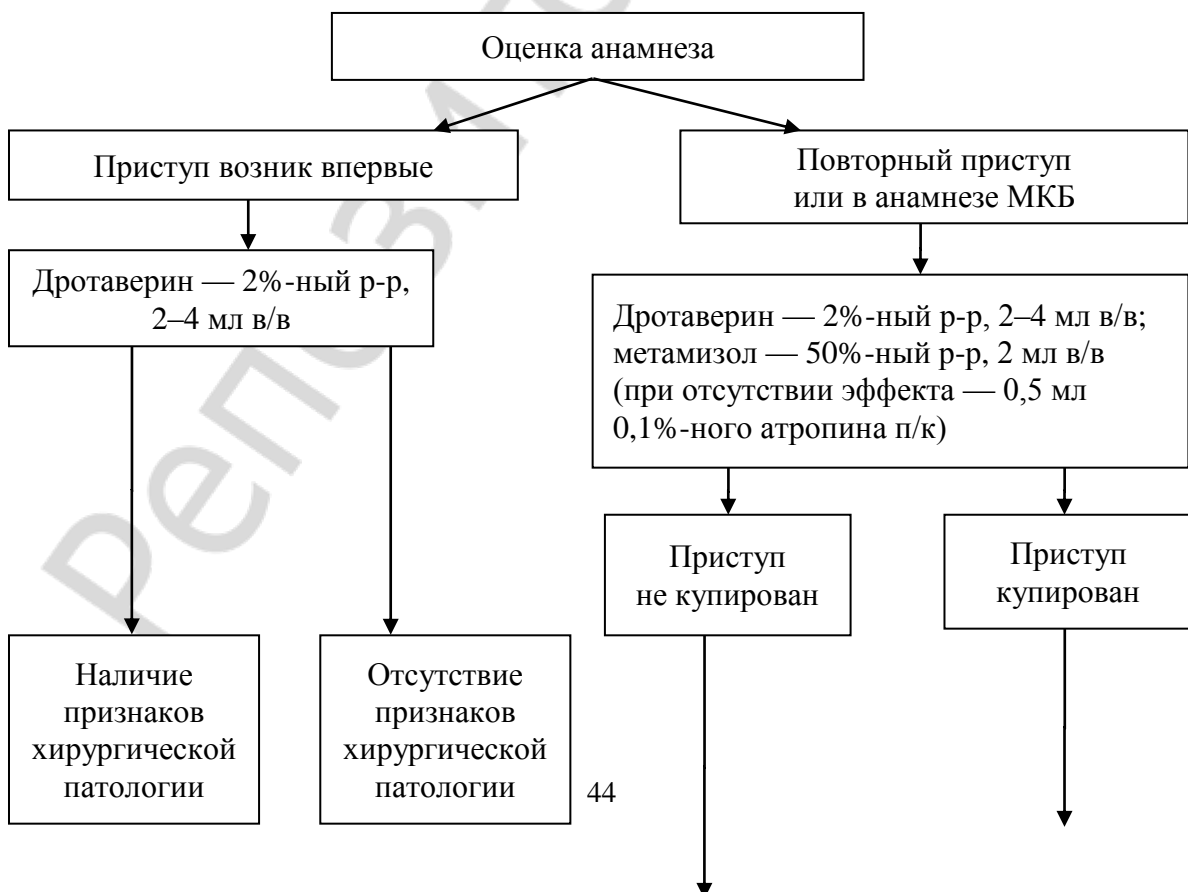 Оценка анамнеза
Приступ возник впервые
Повторный приступ
или в анамнезе МКБ
Дротаверин — 2%-ный р-р,
2–4 мл в/в
Дротаверин — 2%-ный р-р, 2–4 мл в/в;
метамизол — 50%-ный р-р, 2 мл в/в
(при отсутствии эффекта — 0,5 мл
0,1%-ного атропина п/к)
Приступ
не купирован
Приступ
купирован
Наличие
признаков
хирургической
патологии
Отсутствие
признаков
хирургической
патологии
44